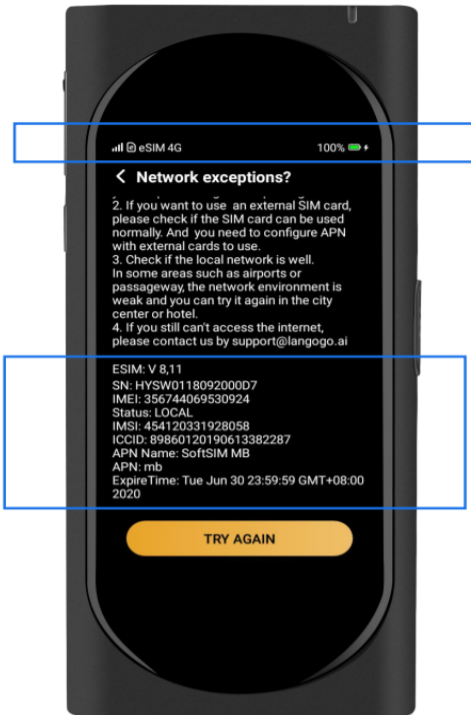 eSIM 4G 100%
Network exceptions?
2. If you want to use an external SIM card,
please check if the SIM card can be used
normally. And you need to configure APN
with external cards to use.
3. Check if the local network is well.
In some areas such as airports or
passageway, the network environment is
weak and you can try it again in the city
center or hotel.
4. If you still can't access the internet,
please contact us by support@langogo.ai
ESIM: V 8,11
SN: HYSW0118092000D7
IMEI: 356744069530924
Status: LOCAL
IMSI: 454120331928058
ICCID: 89860120190613382287
APN Name: SoftSIM MB
APN: mb
ExpireTime: Tue Jun 30 23:59:59 GMT+08:00
2020
TRY AGAIN